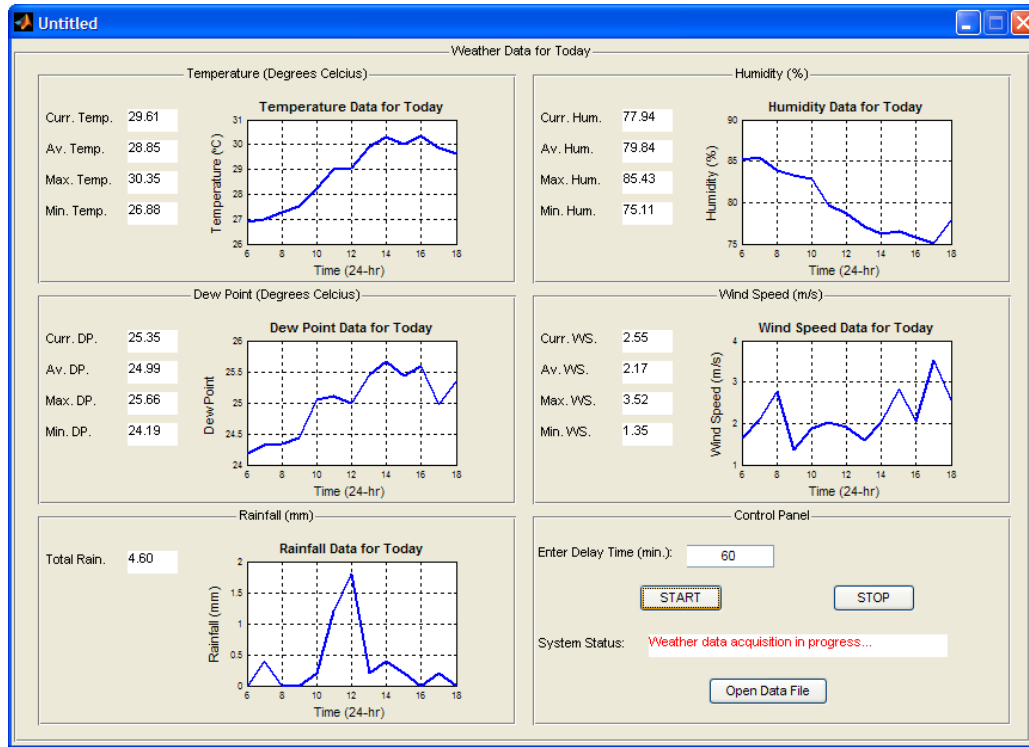 Untitled
Weather Data for Today
Temperature (Degrees Celcius)
Curr. Temp. 29.61
Av. Temp. 28.85
Max. Temp. 30.35
Min. Temp. 26.88
Temperature Data for Today
Temperature (ºC)
31
30
29
28
27
26
6 8 10 12 14 16 18
Time (24-hr)
Humidity (%)
Curr. Hum. 77.94
Av. Hum. 79.84
Max. Hum. 85.43
Min. Hum. 75.11
Humidity Data for Today
Humidity (%)
90
85
80
75
6 8 10 12 14 16 18
Time (24-hr)
Dew Point (Degrees Celcius)
Curr. DP. 25.35
Av. DP. 24.99
Max. DP. 25.66
Min. DP. 24.19
Dew Point Data for Today
Dew Point
26
25.5
25
24.5
24
6 8 10 12 14 16 18
Time (24-hr)
Wind Speed (m/s)
Curr. WS. 2.55
Av. WS. 2.17
Max. WS. 3.52
Min. WS. 1.35
Wind Speed Data for Today
Wind Speed (m/s)
4
3
2
1
6 8 10 12 14 16 18
Time (24-hr)
Rainfall (mm)
Total Rain. 4.60
Rainfall Data for Today
Rainfall (mm)
2
1.5
1
0.5
0
6 8 10 12 14 16 18
Time (24-hr)
Control Panel
Enter Delay Time (min.): 60
START STOP
System Status: Weather data acquisition in progress...
Open Data File